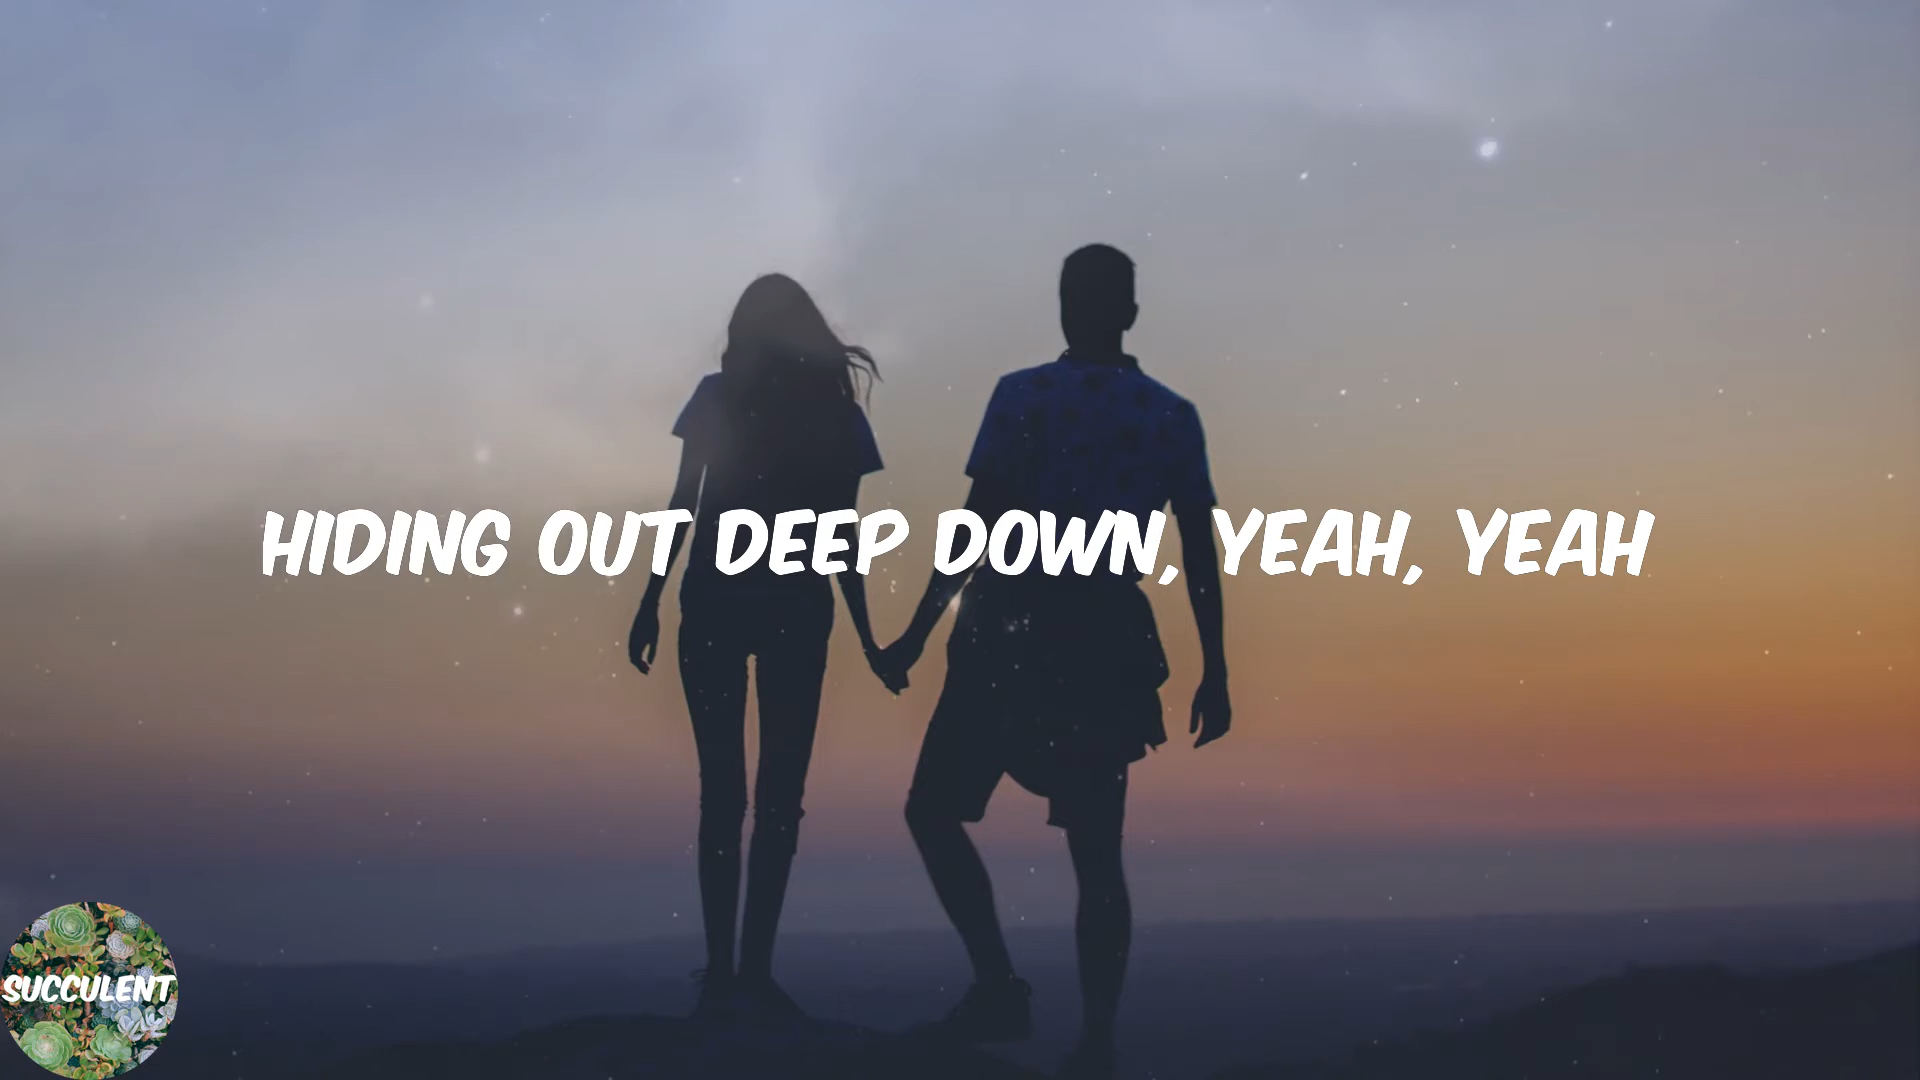 HIDING OUT DEEP DOWN, YEAH, YEAH
SUCCULENT